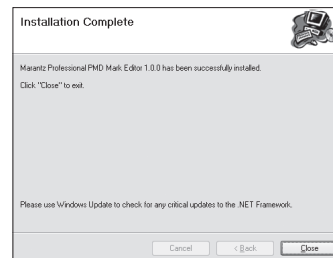 Installation Complete
Marantz Professional PMD Mark Editor 1.0.0 has been successfully installed.
Click "Close" to exit.
Please use Windows Update to check for any critical updates to the .NET Framework.
Cancel
< Back
Close